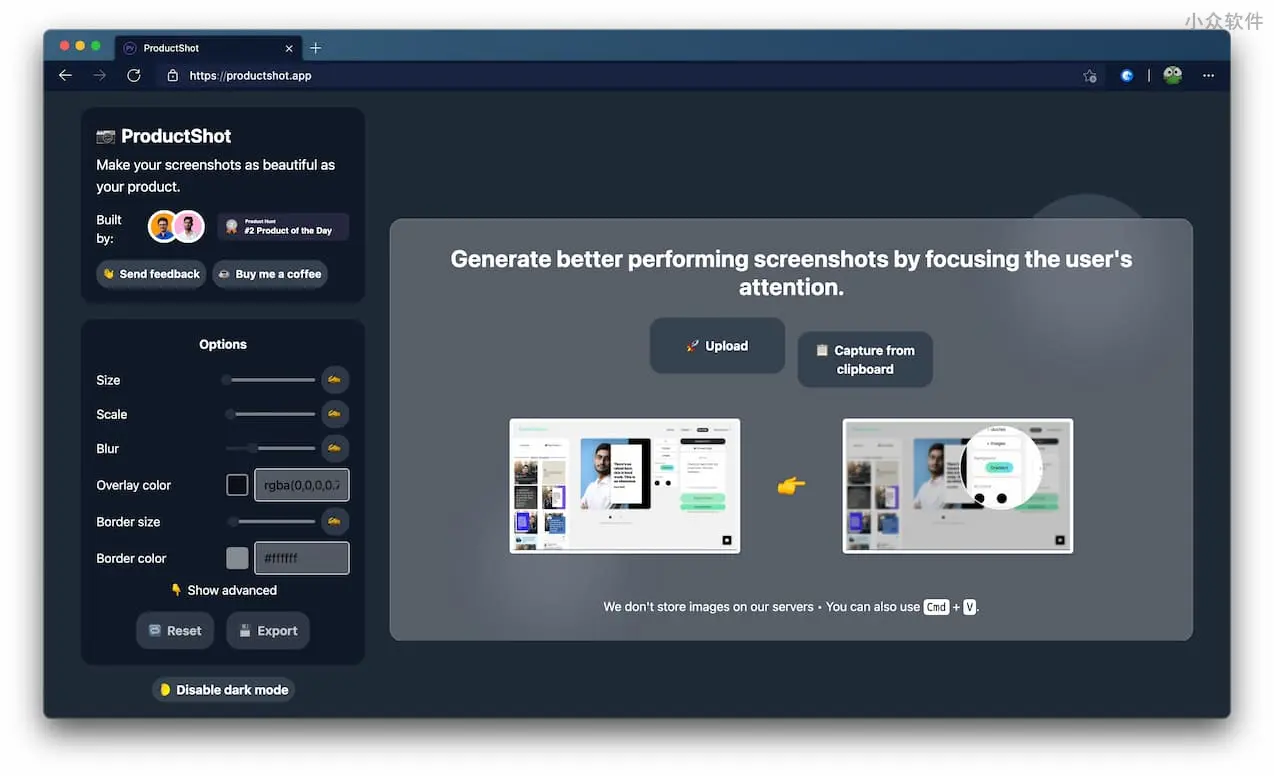 小众软件
ProductShot
https://productshot.app
ProductShot
Make your screenshots as beautiful as
your product.
Built
by:
Product Hunt
#2 Product of the Day
Send feedback
Buy me a coffee
Options
Size
Scale
Blur
Overlay color
rgba(0,0,0,0.7
Border size
Border color
#ffffff
Show advanced
Reset
Export
Disable dark mode
Generate better performing screenshots by focusing the user's
attention.
Upload
Capture from
clipboard
We don't store images on our servers • You can also use Cmd + V.